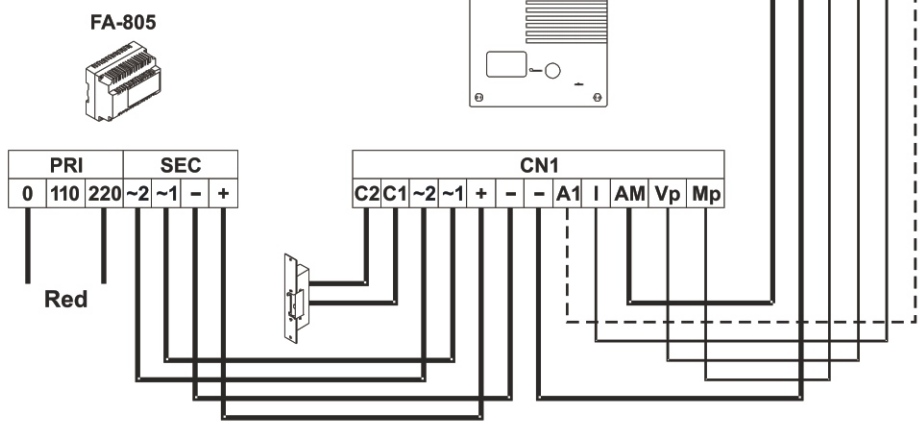 FA-805
PRI SEC
0 110 220 ~2 ~1 − +
Red
CN1
C2 C1 ~2 ~1 + − − A1 I AM Vp Mp